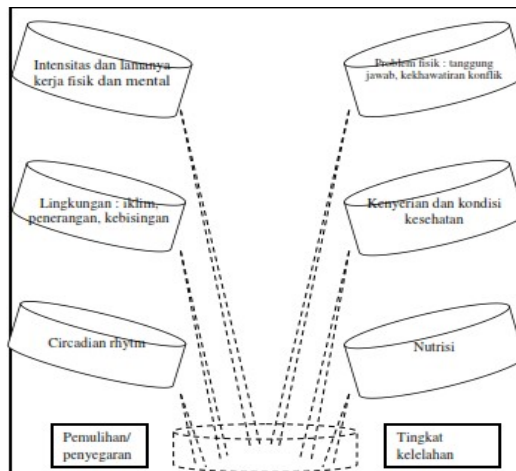 Intensitas dan lamanya
kerja fisik dan mental
Problem fisik : tanggung
jawab, kekhawatiran konflik
Lingkungan : iklim,
penerangan, kebisingan
Kenyerian dan kondisi
kesehatan
Circadian rhytm
Nutrisi
Pemulihan/
penyegaran
Tingkat
kelelahan